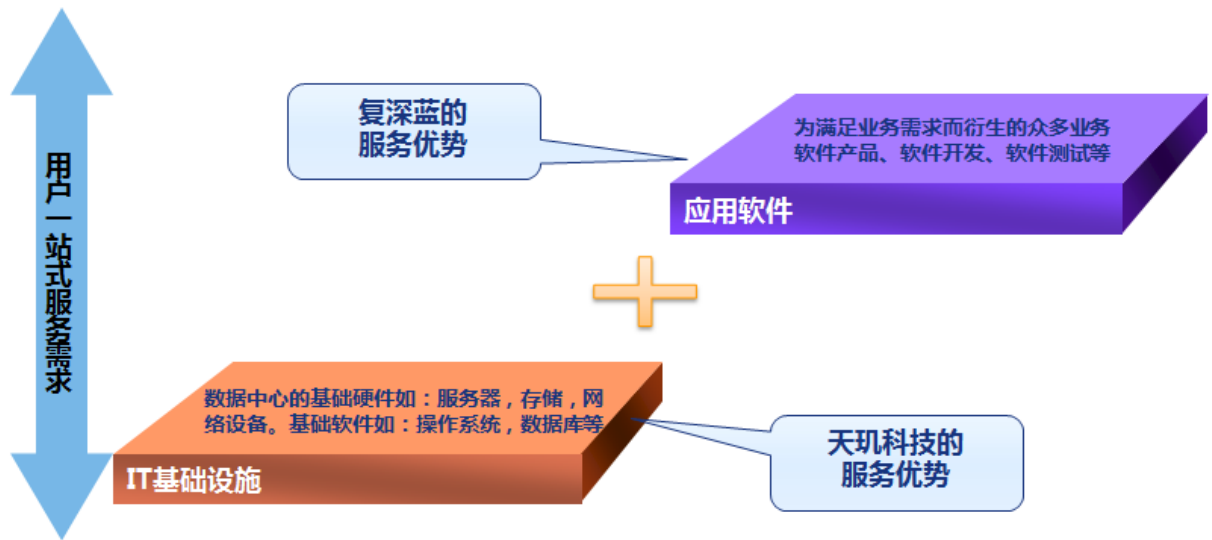 用户一站式服务需求
复深蓝的
服务优势
为满足业务需求而衍生的众多业务
软件产品、软件开发、软件测试等
应用软件
数据中心的基础硬件如：服务器，存储，网
络设备。基础软件如：操作系统，数据库等
IT基础设施
天玑科技的
服务优势